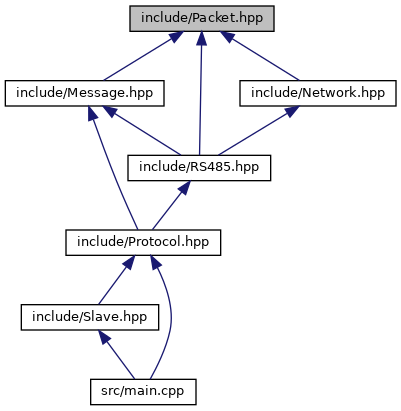 include/Packet.hpp
include/Message.hpp
include/Network.hpp
include/RS485.hpp
include/Protocol.hpp
include/Slave.hpp
src/main.cpp